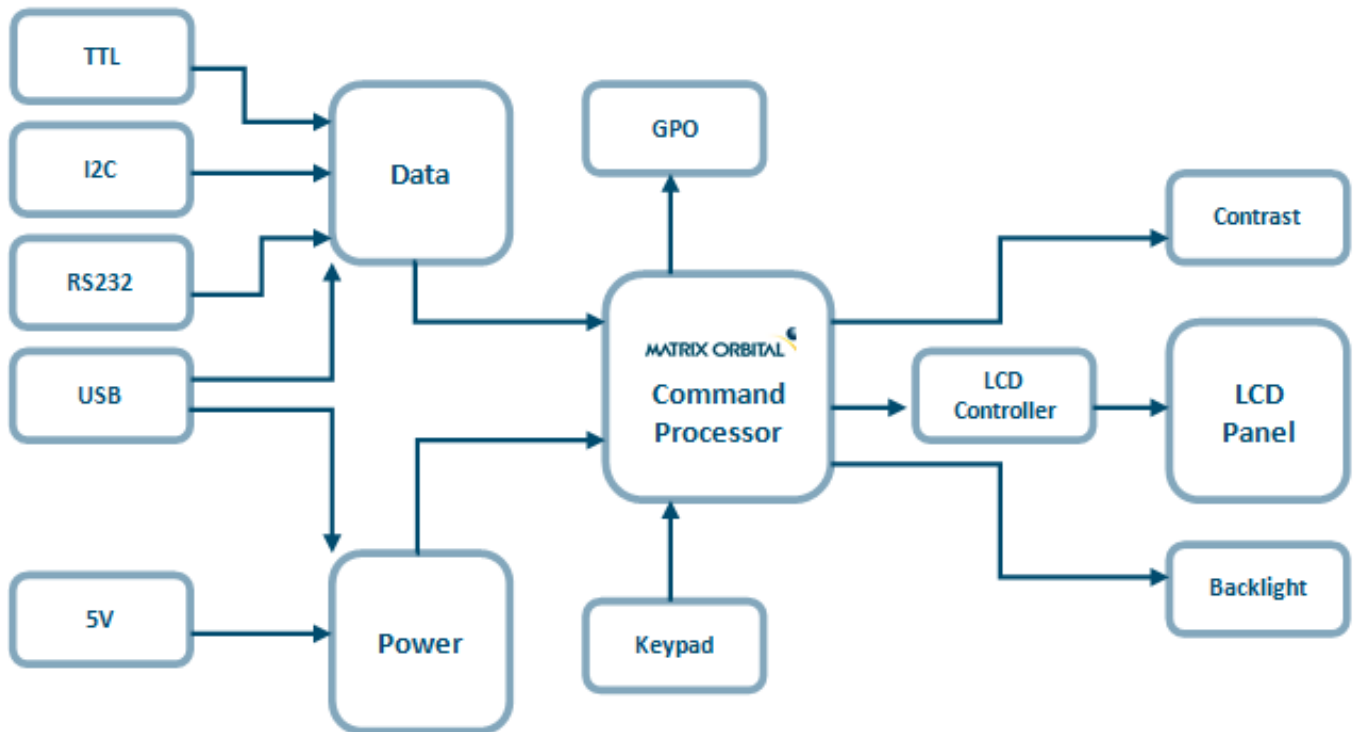 TTL
I2C
RS232
USB
5V
Data
Power
GPO
MATRIX ORBITAL
Command
Processor
Keypad
LCD
Controller
Contrast
LCD
Panel
Backlight